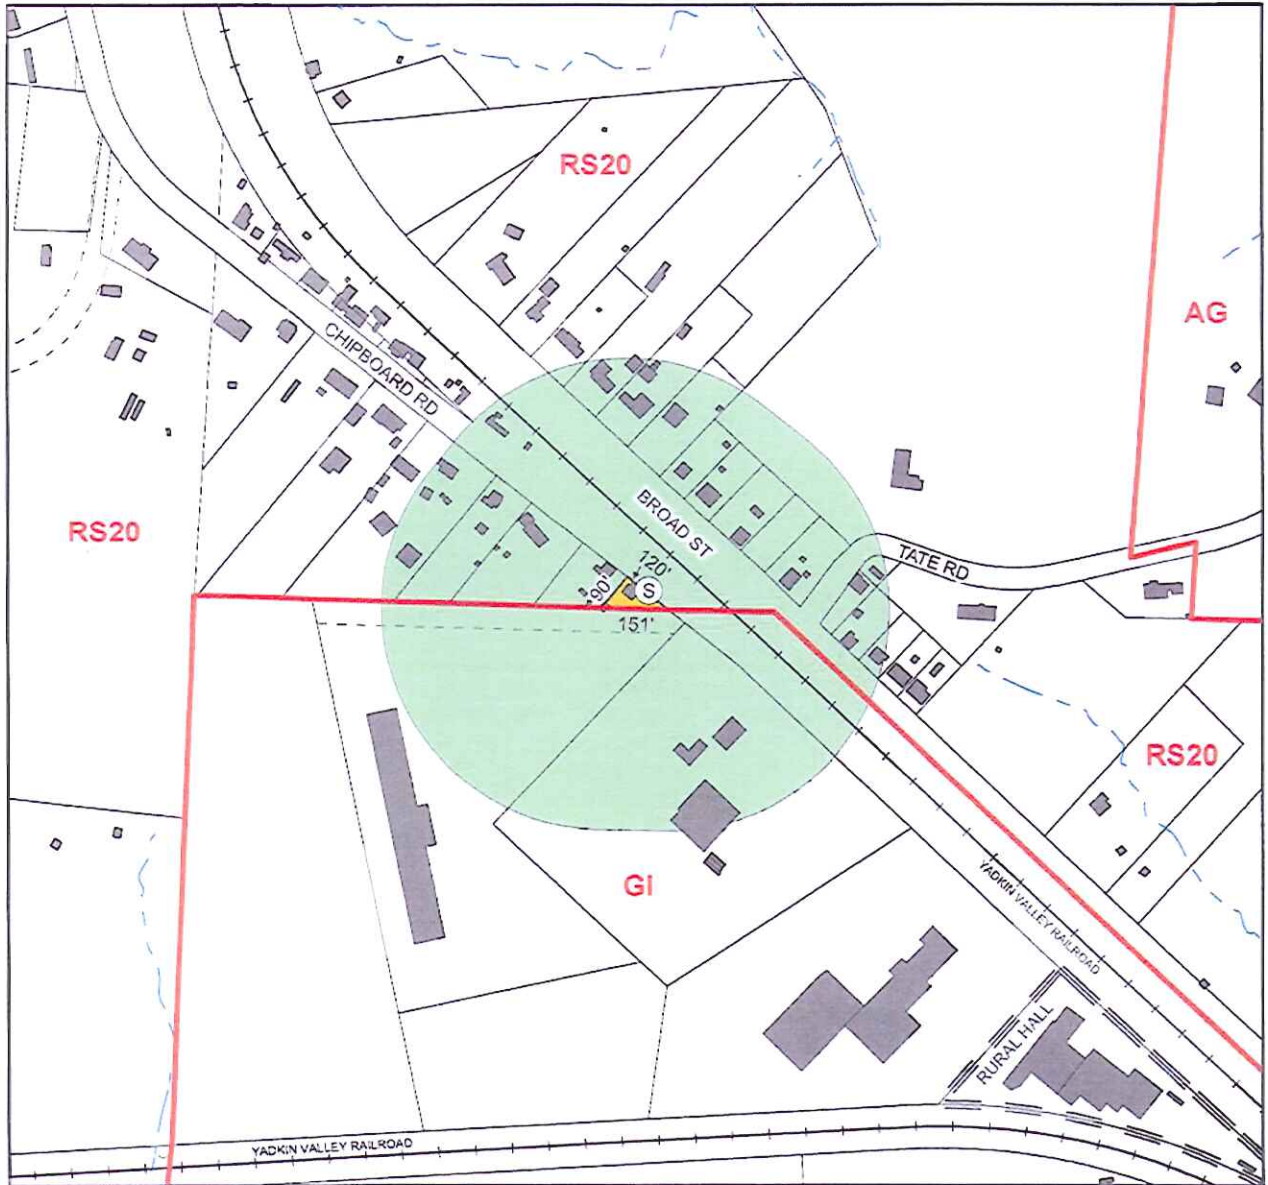 RS20
AG
CHIPBOARD RD
BROAD ST
RS20
TATE RD
120'
90'
S
151'
RS20
GI
YADKIN VALLEY RAILROAD
RURAL HALL
YADKIN VALLEY RAILROAD